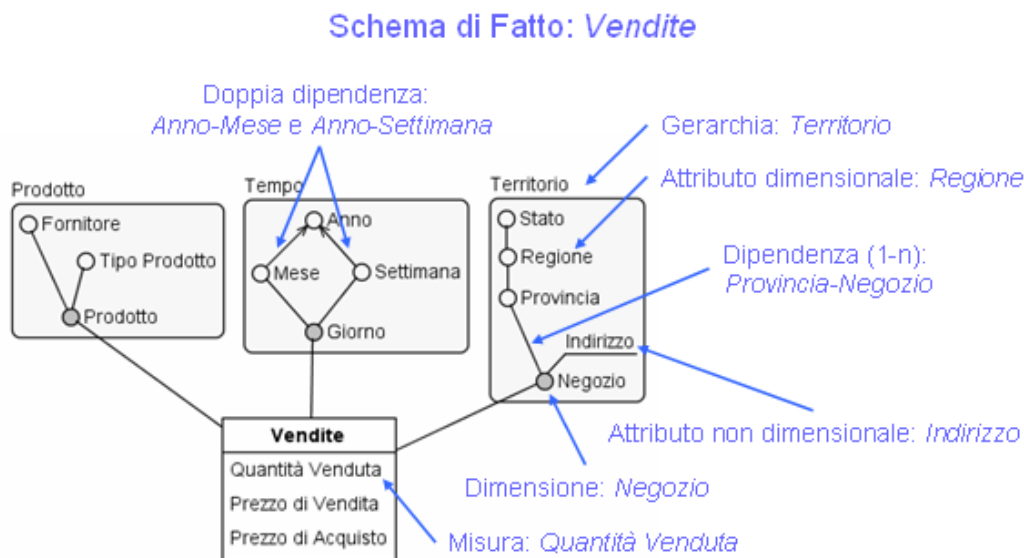 Schema di Fatto: Vendite
Doppia dipendenza:
Anno-Mese e Anno-Settimana
Gerarchia: Territorio
Attributo dimensionale: Regione
Prodotto
Fornitore
Tipo Prodotto
Prodotto
Tempo
Anno
Mese
Settimana
Giorno
Territorio
Stato
Regione
Provincia
Indirizzo
Negozio
Dipendenza (1-n):
Provincia-Negozio
Attributo non dimensionale: Indirizzo
Dimensione: Negozio
Misura: Quantità Venduta
Vendite
Quantità Venduta
Prezzo di Vendita
Prezzo di Acquisto